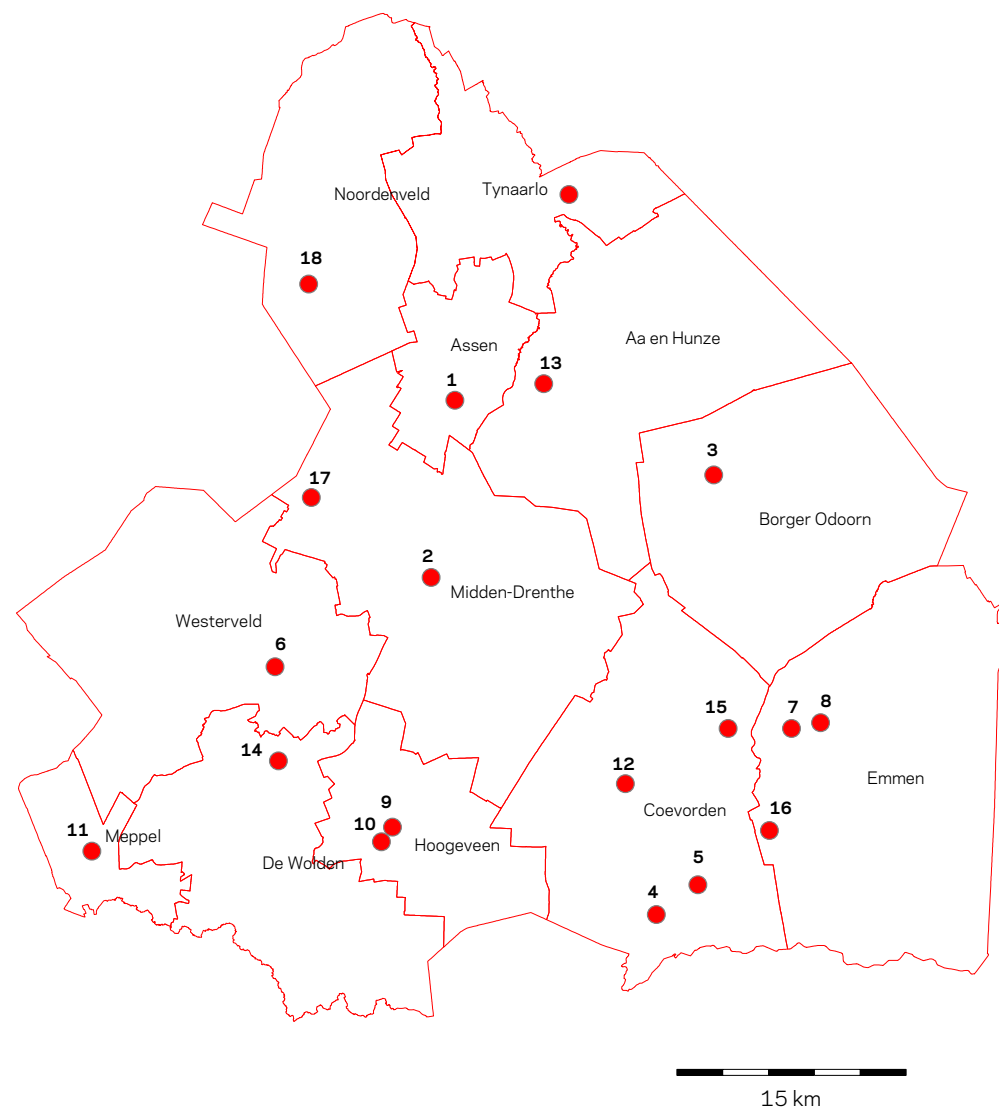 Noordenveld
Tynaarlo
18
Aa en Hunze
Assen
13
1
3
17
Borger Odoorn
2
Midden-Drenthe
Westerveld
6
15
7
8
14
12
Emmen
Coevorden
9
16
11
Meppel
10
Hoogeveen
De Wolden
5
4
15 km